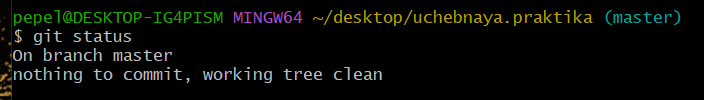 pepel@DESKTOP-IG4PISM MINGW64 ~/desktop/uchebnaya.praktika (master)
$ git status
On branch master
nothing to commit, working tree clean